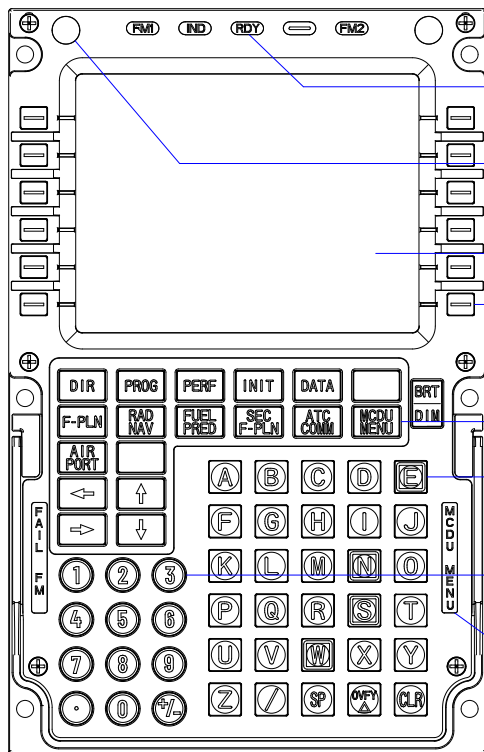 FM1 IND RDY FM2
DIR PROG PERF INIT DATA
BRT
DIM
F-PLN RAD NAV FUEL PRED SEC F-PLN ATC COMM MCDU MENU
AIR PORT
A B C D E
F G H I J
K L M N O
P Q R S T
U V W X Y
Z / SP OVFY CLR
1 2 3
4 5 6
7 8 9
. 0 +/-
FAIL FM
MCDU MENU